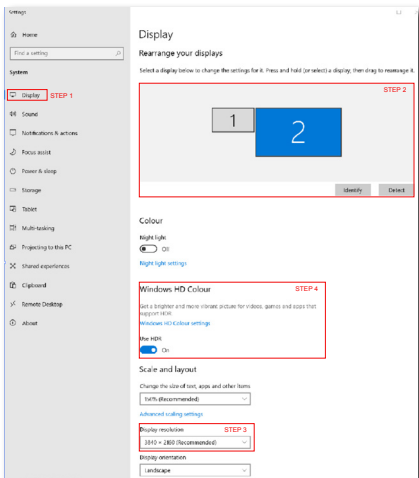 Settings
Home
Find a setting
System
Display STEP 1
Sound
Notifications & actions
Focus assist
Power & sleep
Storage
Tablet
Multi-tasking
Projecting to this PC
Shared experiences
Clipboard
Remote Desktop
About
Display
Rearrange your displays
Select a display below to change the settings for it. Press and hold (or select) a display, then drag to rearrange it.
STEP 2
1
2
Identify Detect
Colour
Night light
Off
Night light settings
Windows HD Colour STEP 4
Get a brighter and more vibrant picture for videos, games and apps that
support HDR.
Windows HD Colour settings
Use HDR
On
Scale and layout
Change the size of text, apps and other items
150% (Recommended)
Advanced scaling settings
Display resolution STEP 3
3840 × 2160 (Recommended)
Display orientation
Landscape